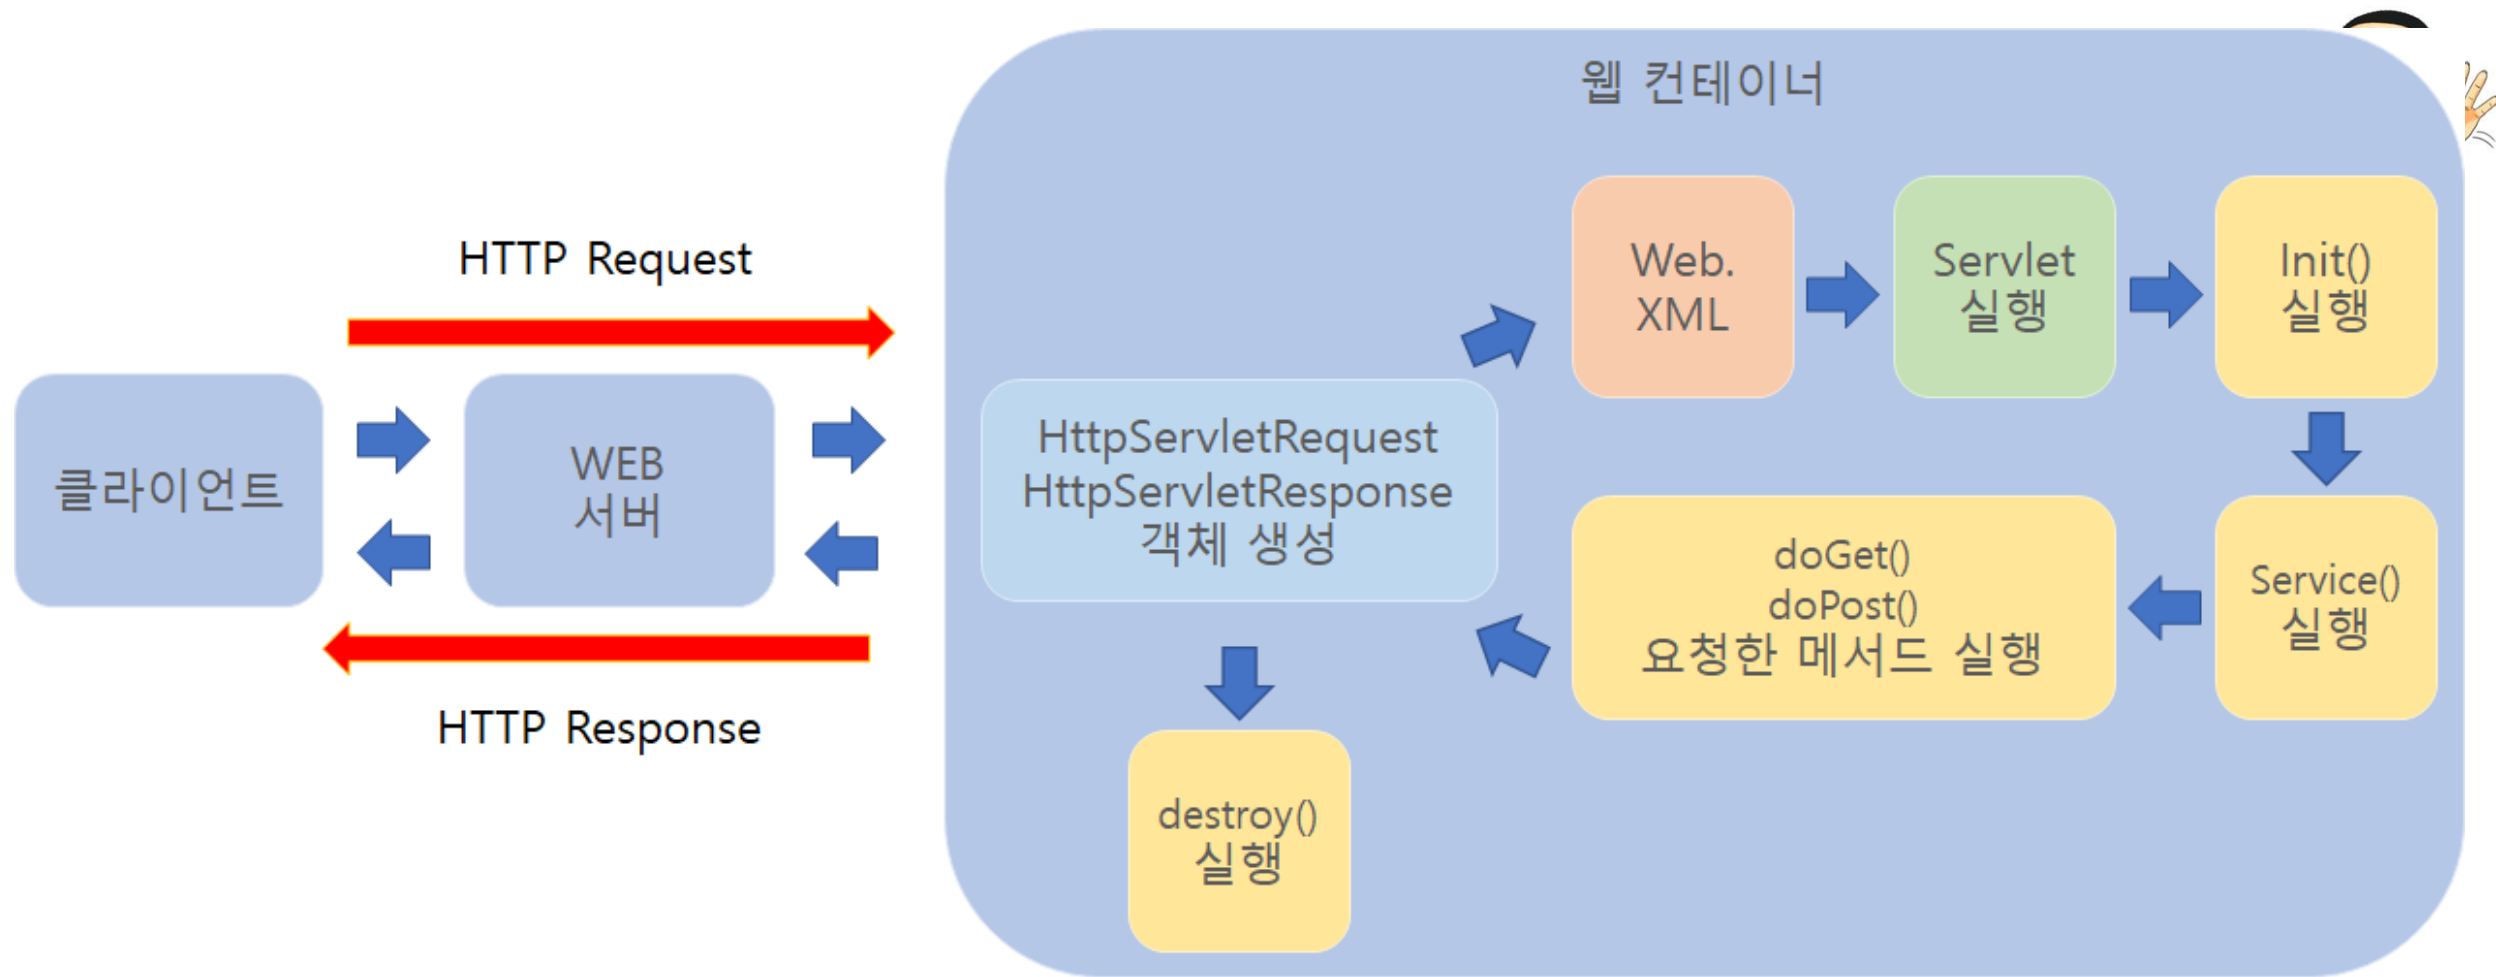 웹 컨테이너
HTTP Request
클라이언트
WEB
서버
HTTP Response
HttpServletRequest
HttpServletResponse
객체 생성
Web.
XML
Servlet
실행
Init()
실행
Service()
실행
doGet()
doPost()
요청한 메서드 실행
destroy()
실행